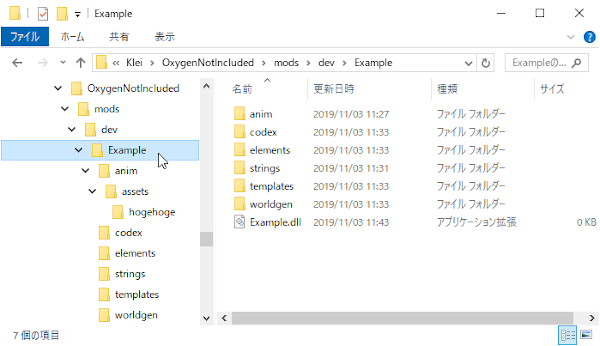 Example
ファイル ホーム 共有 表示
« Klei > OxygenNotIncluded > mods > dev > Example
Exampleの...
OxygenNotIncluded
mods
dev
Example
anim
assets
hogehoge
codex
elements
strings
templates
worldgen
名前 更新日時 種類 サイズ
anim 2019/11/03 11:27 ファイル フォルダー
codex 2019/11/03 11:33 ファイル フォルダー
elements 2019/11/03 11:33 ファイル フォルダー
strings 2019/11/03 11:31 ファイル フォルダー
templates 2019/11/03 11:33 ファイル フォルダー
worldgen 2019/11/03 11:33 ファイル フォルダー
Example.dll 2019/11/03 11:43 アプリケーション拡張 0 KB
7 個の項目